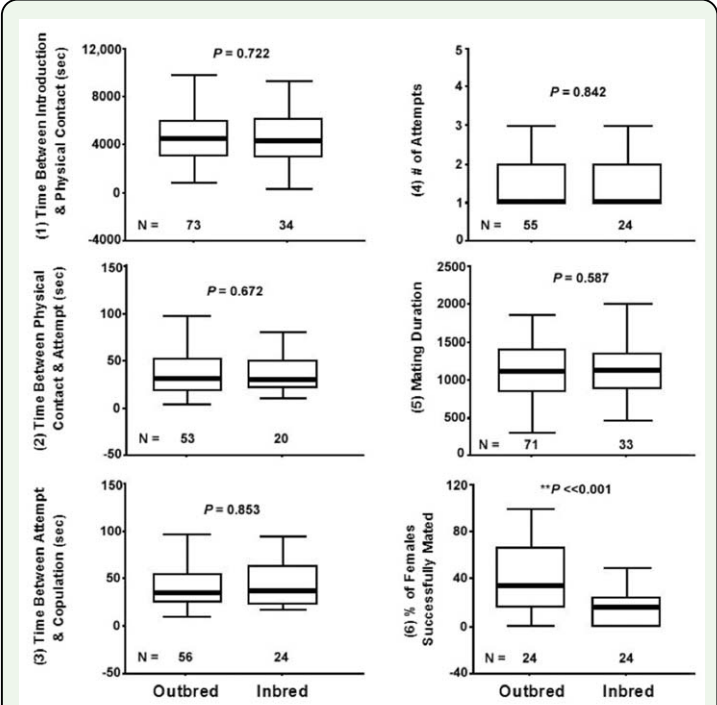 (1) Time Between Introduction
& Physical Contact (sec)
12,000
8000
4000
0
-4000
P = 0.722
N = 73 34
(2) Time Between Physical
Contact & Attempt (sec)
150
100
50
0
-50
P = 0.672
N = 53 20
(3) Time Between Attempt
& Copulation (sec)
150
100
50
0
-50
P = 0.853
N = 56 24
Outbred Inbred
(4) # of Attempts
5
4
3
2
1
0
P = 0.842
N = 55 24
(5) Mating Duration
2500
2000
1500
1000
500
0
P = 0.587
N = 71 33
(6) % of Females
Successfully Mated
120
80
40
0
-40
**P <<0.001
N = 24 24
Outbred Inbred